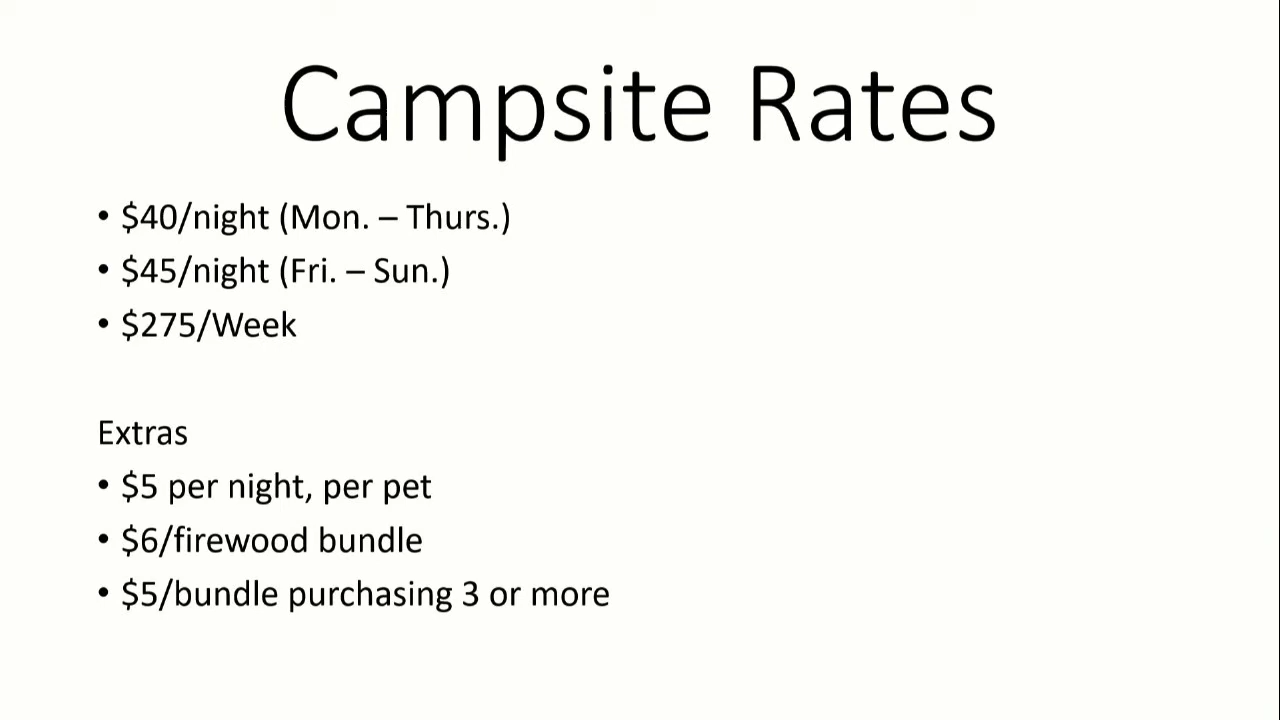 Campsite Rates
• $40/night (Mon. – Thurs.)
• $45/night (Fri. – Sun.)
• $275/Week
Extras
• $5 per night, per pet
• $6/firewood bundle
• $5/bundle purchasing 3 or more